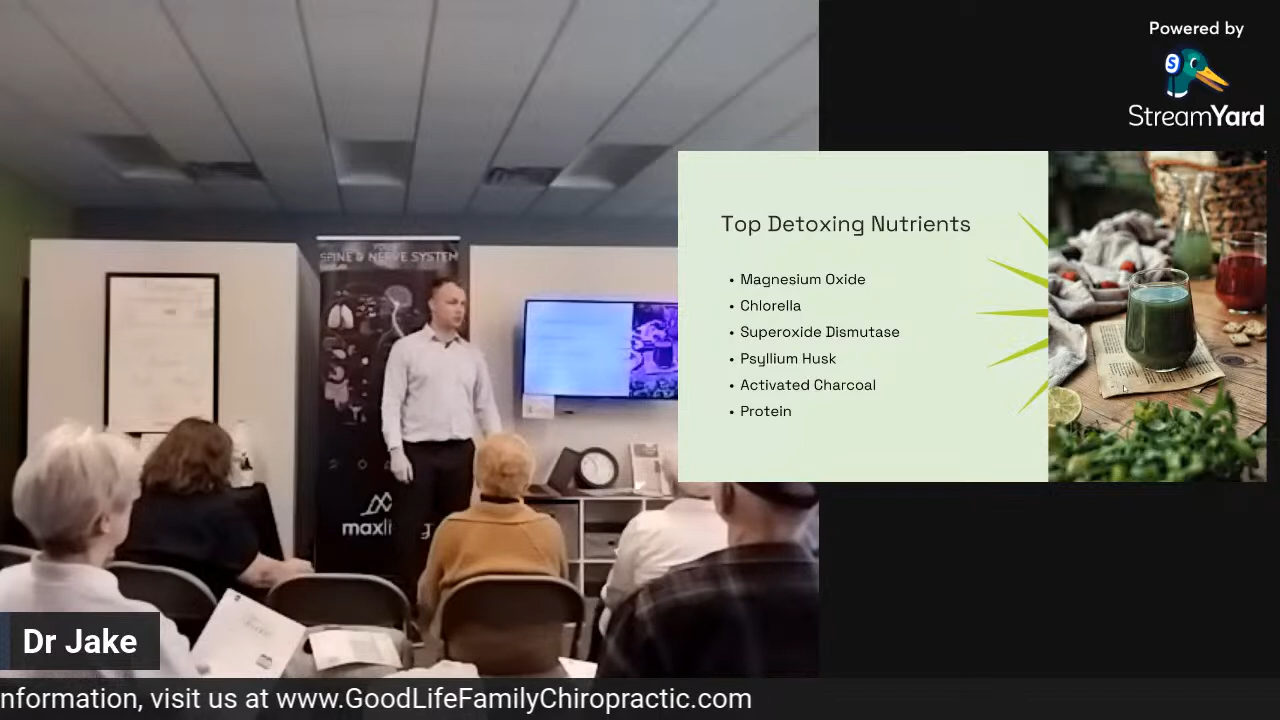 Powered by
StreamYard
SPINE & NERVE SYSTEM
Top Detoxing Nutrients
• Magnesium Oxide
• Chlorella
• Superoxide Dismutase
• Psyllium Husk
• Activated Charcoal
• Protein
maxli
Dr Jake
nformation, visit us at www.GoodLifeFamilyChiropractic.com